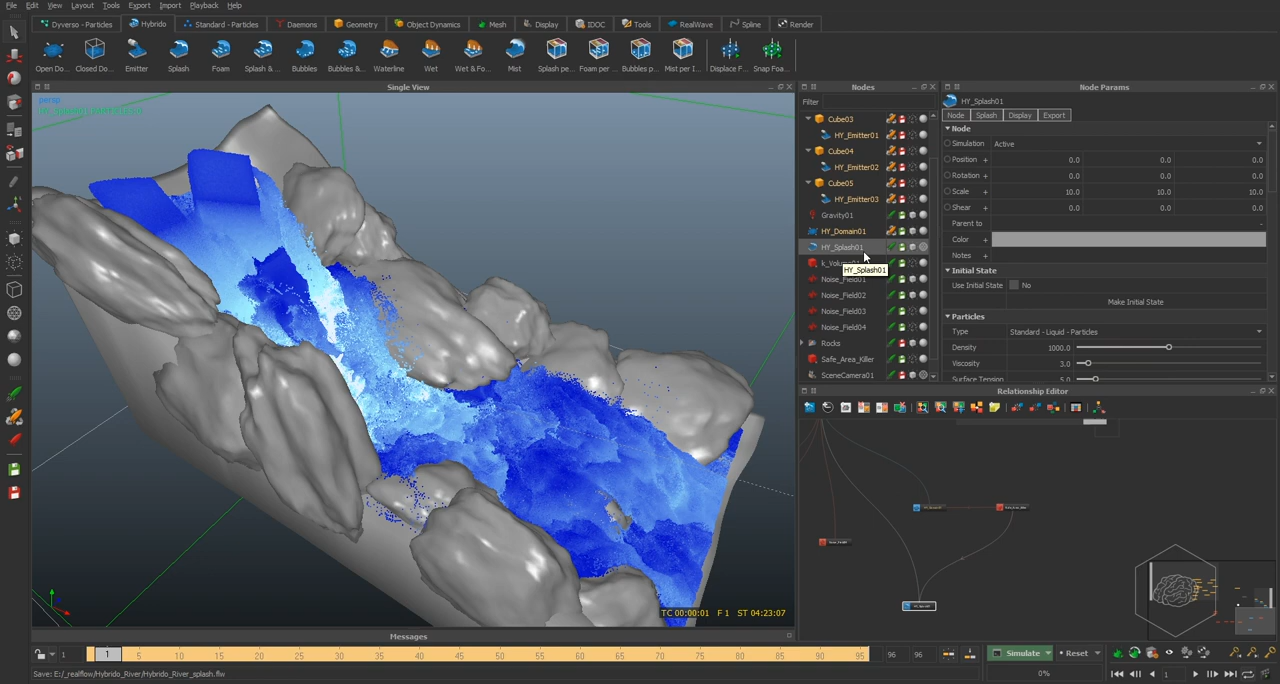 File Edit View Layout Tools Export Import Playback Help
Dyverso - Particles Hybrido Standard - Particles Daemons Geometry Object Dynamics Mesh Display IDOC Tools RealWave Spline Render
Open Do... Closed Do... Emitter Splash Foam Splash &... Bubbles Bubbles &... Waterline Wet Wet & Fo... Mist Splash pe... Foam per ... Bubbles p... Mist per I... Displace F... Snap Foa...
Single View
Nodes
Node Params
persp
Filter
HY_Splash01
Node Splash Display Export
Cube03
HY_Emitter01
Cube04
HY_Emitter02
Cube05
HY_Emitter03
Gravity01
HY_Domain01
HY_Splash01
HY_Splash01
Noise_Field01
Noise_Field02
Noise_Field03
Noise_Field04
Rocks
Safe_Area_Killer
SceneCamera01
Node
Simulation Active
Position + 0.0 0.0 0.0
Rotation + 0.0 0.0 0.0
Scale + 10.0 10.0 10.0
Shear + 0.0 0.0 0.0
Parent to -
Color +
Notes +
Initial State
Use Initial State No
Make Initial State
Particles
Type Standard - Liquid - Particles
Density 1000.0
Viscosity 3.0
Surface Tension 5.0
Relationship Editor
TC 00:00:01 F 1 ST 04:23:07
Messages
1 1 5 10 15 20 25 30 35 40 45 50 55 60 65 70 75 80 85 90 95 96 96
Simulate Reset
Save: E:/_realflow/Hybrido_River/Hybrido_River_splash.flw
0%
1